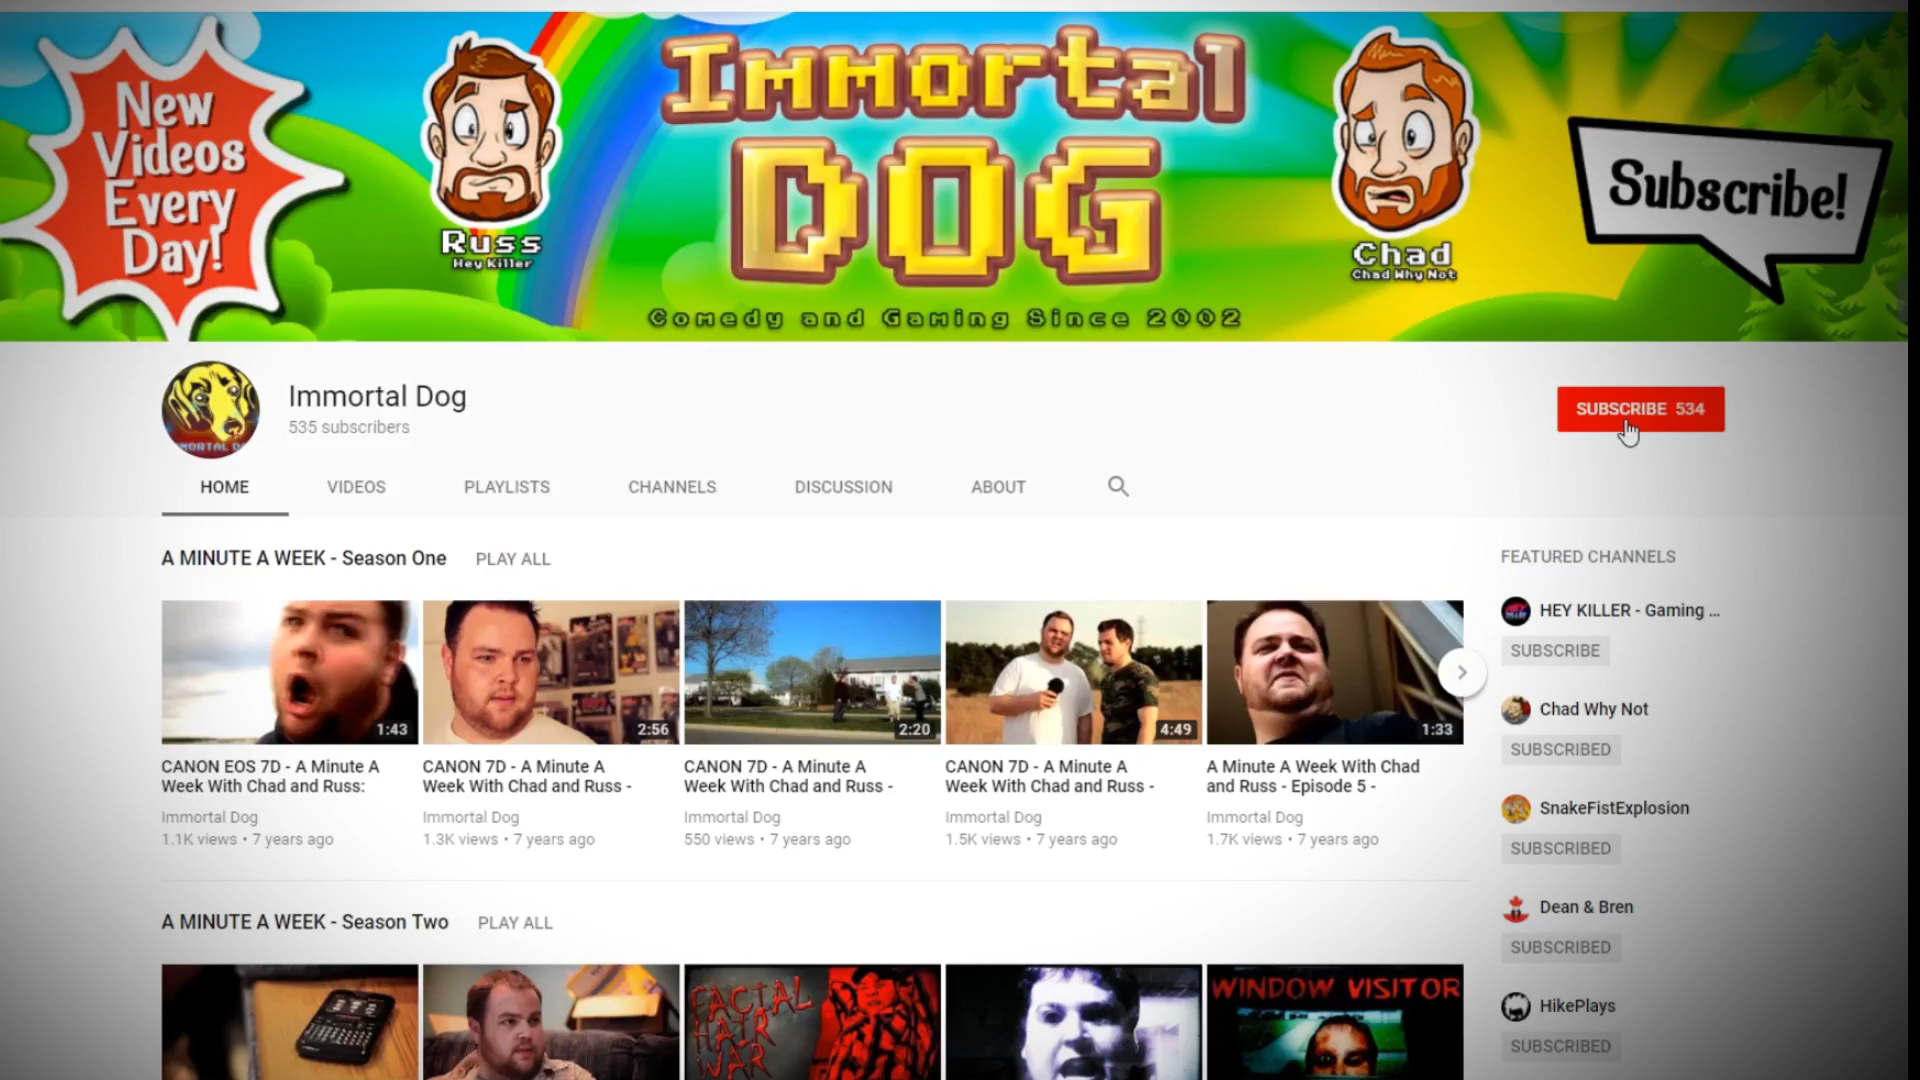 New
Videos
Every
Day!
Russ
Hey Killer
Immortal
DOG
Comedy and Gaming Since 2002
Chad
Chad Why Not
Subscribe!
Immortal Dog
535 subscribers
SUBSCRIBE 534
HOME VIDEOS PLAYLISTS CHANNELS DISCUSSION ABOUT
A MINUTE A WEEK - Season One PLAY ALL
1:43
2:56
2:20
4:49
1:33
CANON EOS 7D - A Minute A
Week With Chad and Russ:
Immortal Dog
1.1K views • 7 years ago
CANON 7D - A Minute A
Week With Chad and Russ -
Immortal Dog
1.3K views • 7 years ago
CANON 7D - A Minute A
Week With Chad and Russ -
Immortal Dog
550 views • 7 years ago
CANON 7D - A Minute A
Week With Chad and Russ -
Immortal Dog
1.5K views • 7 years ago
A Minute A Week With Chad
and Russ - Episode 5 -
Immortal Dog
1.7K views • 7 years ago
A MINUTE A WEEK - Season Two PLAY ALL
FACIAL
HAIR
WAR
WINDOW VISITOR
FEATURED CHANNELS
HEY KILLER - Gaming ...
SUBSCRIBE
Chad Why Not
SUBSCRIBED
SnakeFistExplosion
SUBSCRIBED
Dean & Bren
SUBSCRIBED
HikePlays
SUBSCRIBED